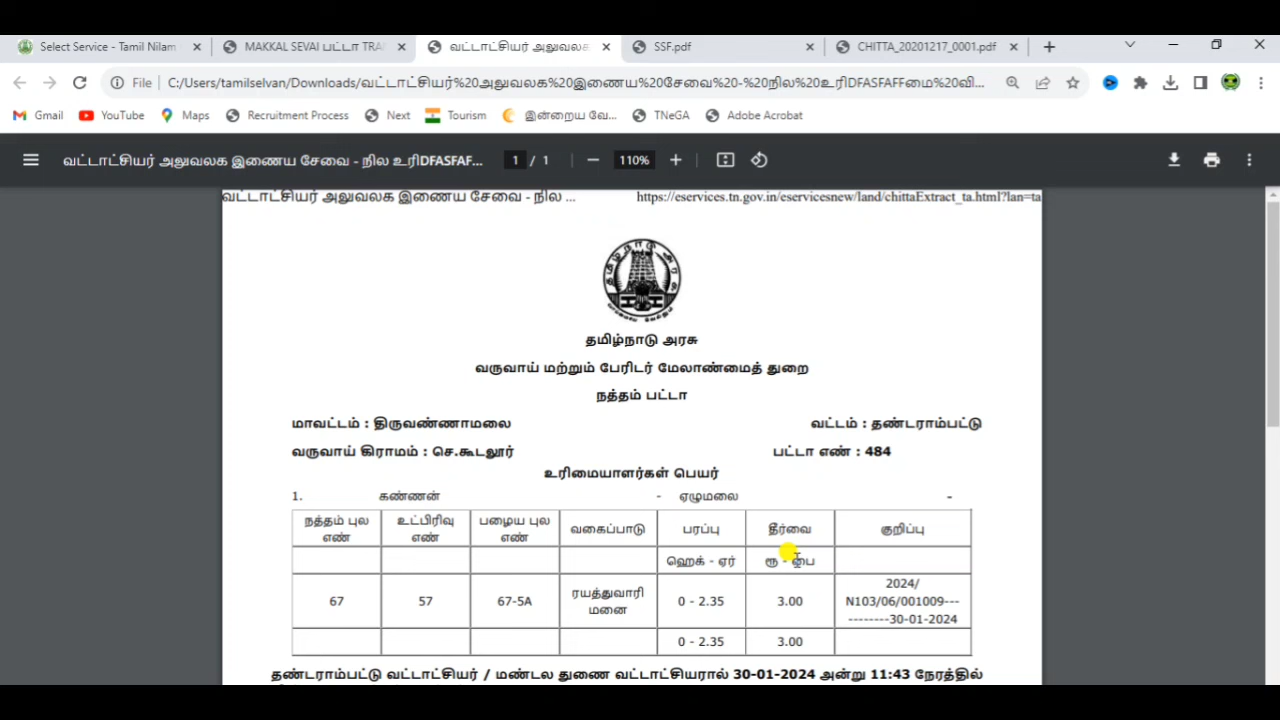 Select Service - Tamil Nilam
MAKKAL SEVAI பட்டா TRA
வட்டாட்சியர் அலுவலக
SSF.pdf
CHITTA_20201217_0001.pdf
File
C:/Users/tamilselvan/Downloads/வட்டாட்சியர்%20அலுவலக%20இணைய%20சேவை%20-%20நில%20உரிDFASFAFFமை%20வி...
Gmail
YouTube
Maps
Recruitment Process
Next
Tourism
இன்றைய வே...
TNeGA
Adobe Acrobat
வட்டாட்சியர் அலுவலக இணைய சேவை - நில உரிDFASFAF...
1 / 1
110%
வட்டாட்சியர் அலுவலக இணைய சேவை - நில ...
https://eservices.tn.gov.in/eservicesnew/land/chittaExtract_ta.html?lan=ta
தமிழ்நாடு அரசு
வருவாய் மற்றும் பேரிடர் மேலாண்மைத் துறை
நத்தம் பட்டா
மாவட்டம் : திருவண்ணாமலை
வட்டம் : தண்டராம்பட்டு
வருவாய் கிராமம் : செ.கூடலூர்
பட்டா எண் : 484
உரிமையாளர்கள் பெயர்
1. கண்ணன் - ஏழுமலை -
நத்தம் புல எண்
உட்பிரிவு எண்
பழைய புல எண்
வகைப்பாடு
பரப்பு
தீர்வை
குறிப்பு
ஹெக் - ஏர்
ரூ - பை
67
57
67-5A
ரயத்துவாரி மனை
0 - 2.35
3.00
2024/
N103/06/001009---
--------30-01-2024
0 - 2.35
3.00
தண்டராம்பட்டு வட்டாட்சியர் / மண்டல துணை வட்டாட்சியரால் 30-01-2024 அன்று 11:43 நேரத்தில்